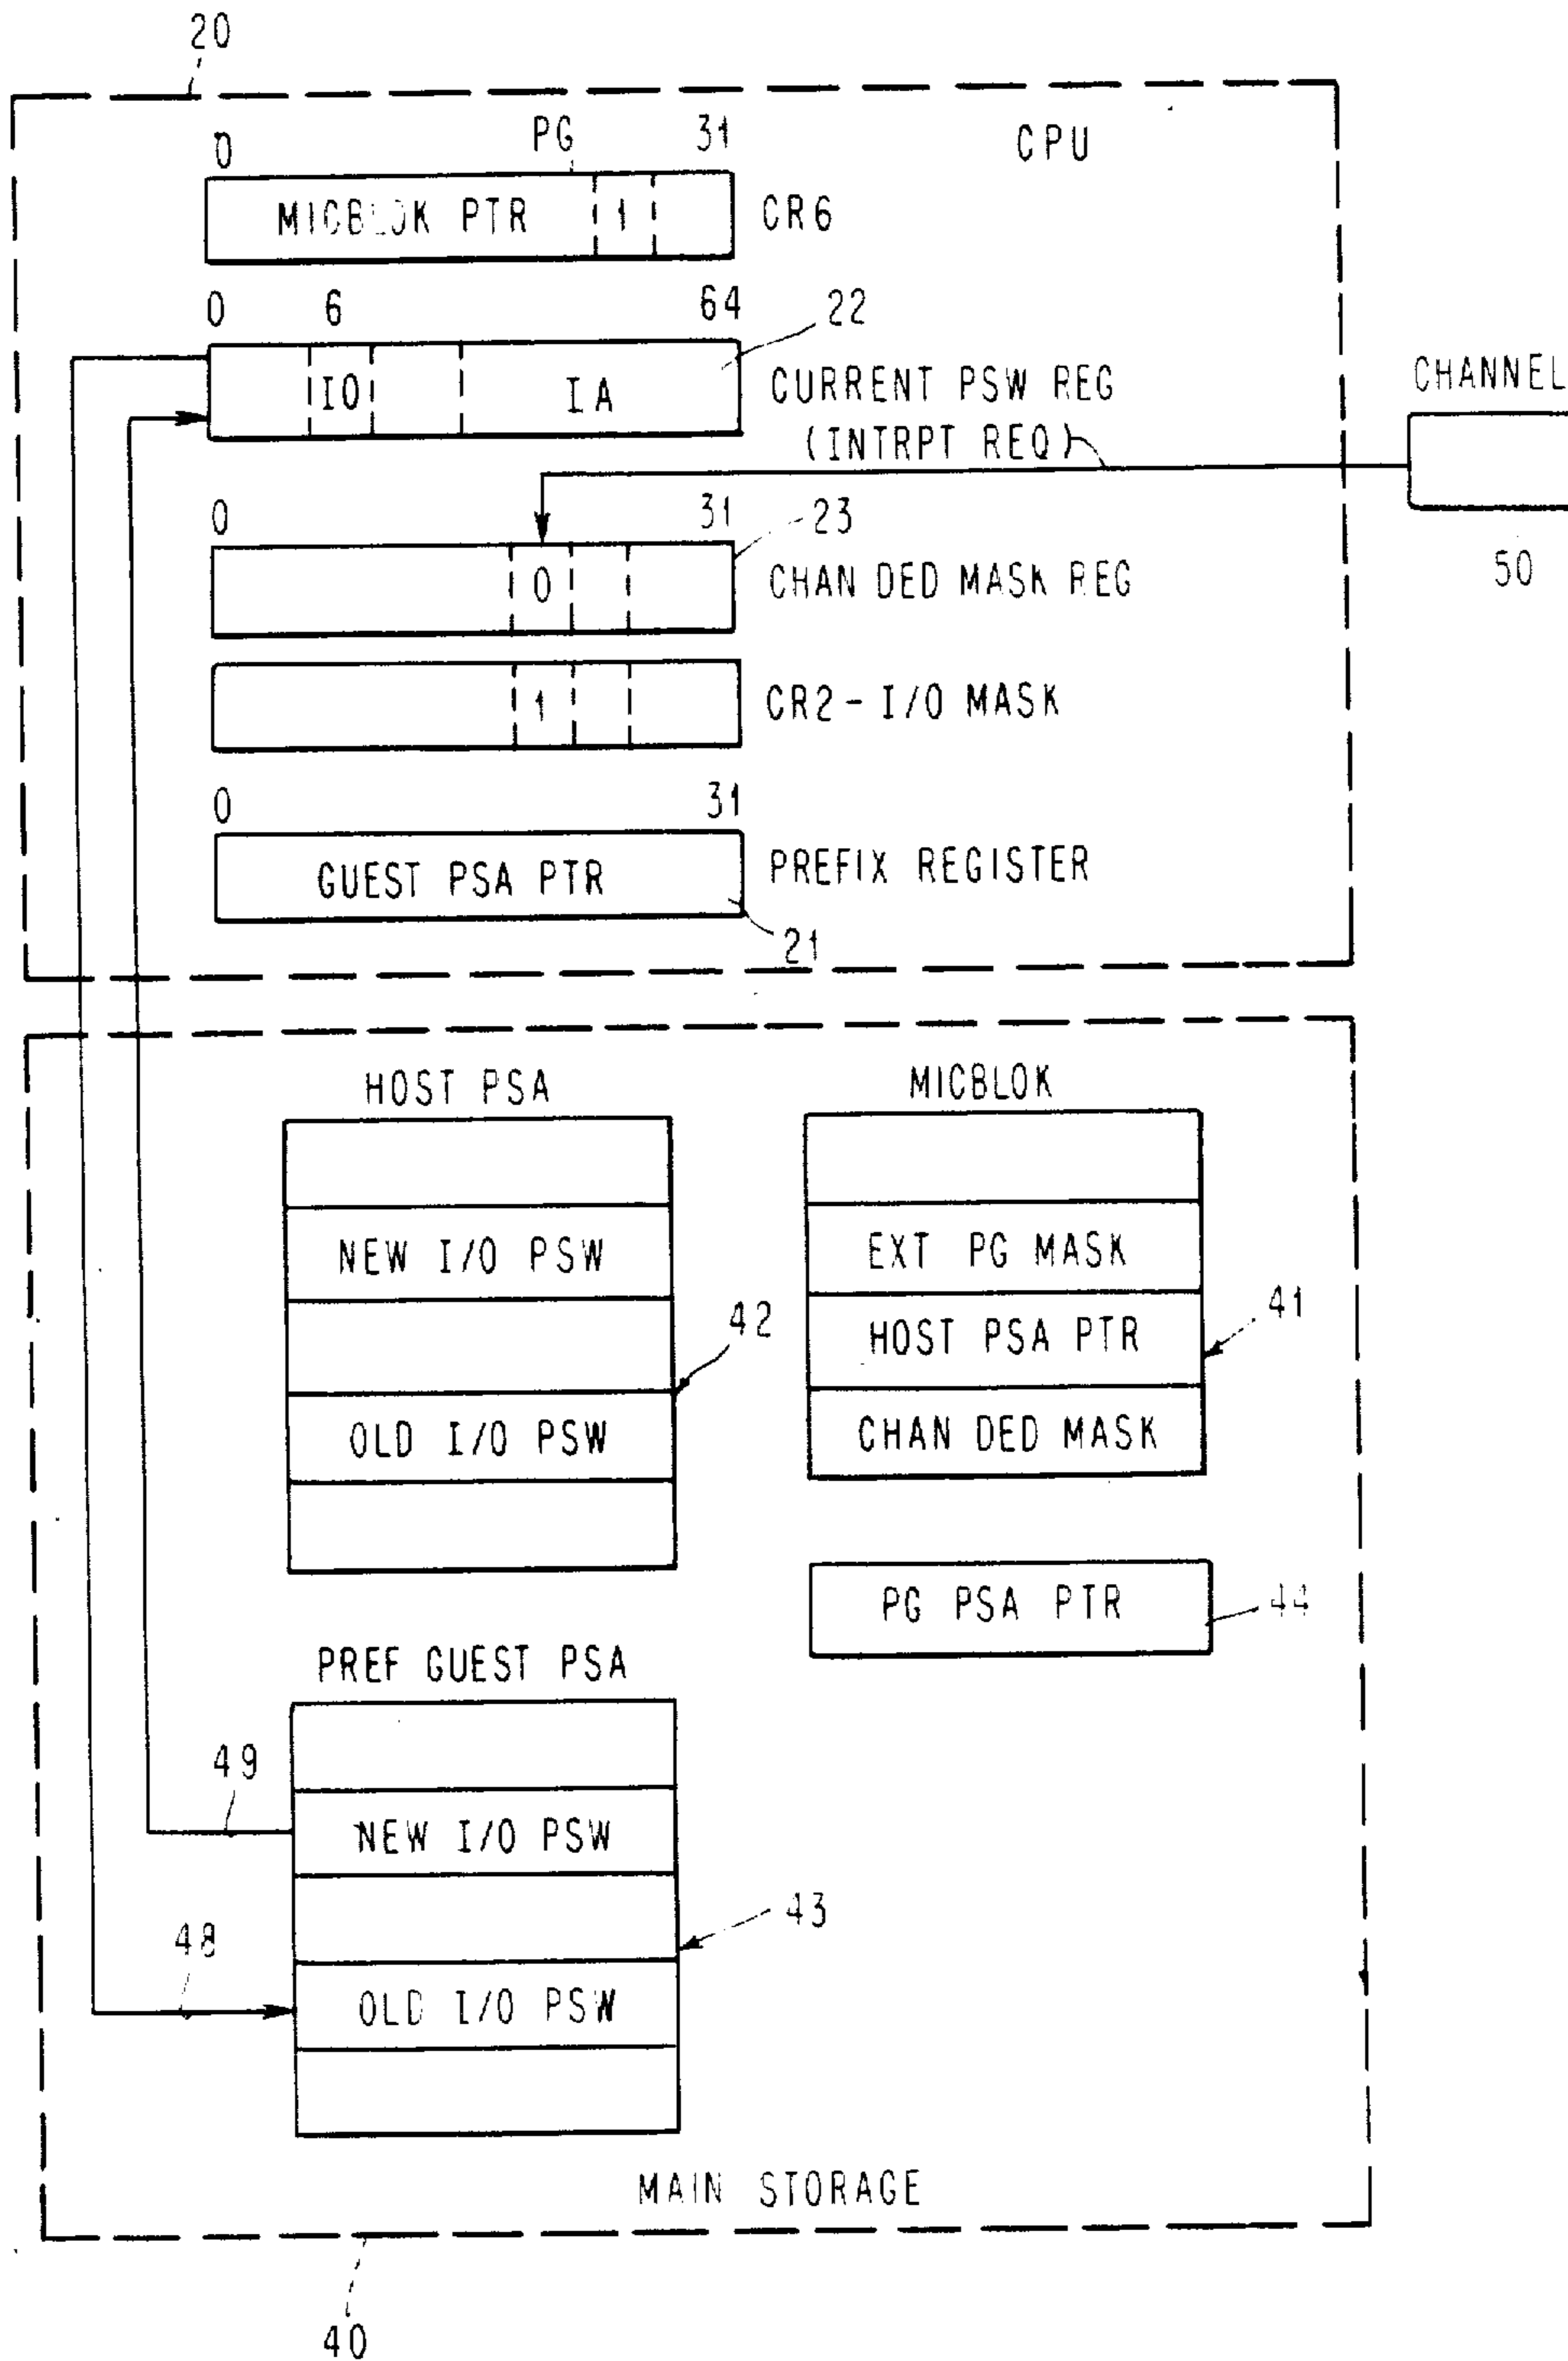 20
0 PG 31 CPU
MICBLOK PTR 1 CR6
0 6 64 22
IO IA CURRENT PSW REG
(INTRPT REQ)
CHANNEL
50
0 31 23
0 CHAN DED MASK REG
1 CR2-I/O MASK
0 31
GUEST PSA PTR PREFIX REGISTER
21
HOST PSA
NEW I/O PSW
42
OLD I/O PSW
MICBLOK
EXT PG MASK
HOST PSA PTR
41
CHAN DED MASK
PG PSA PTR 44
PREF GUEST PSA
49
NEW I/O PSW
43
48
OLD I/O PSW
MAIN STORAGE
40